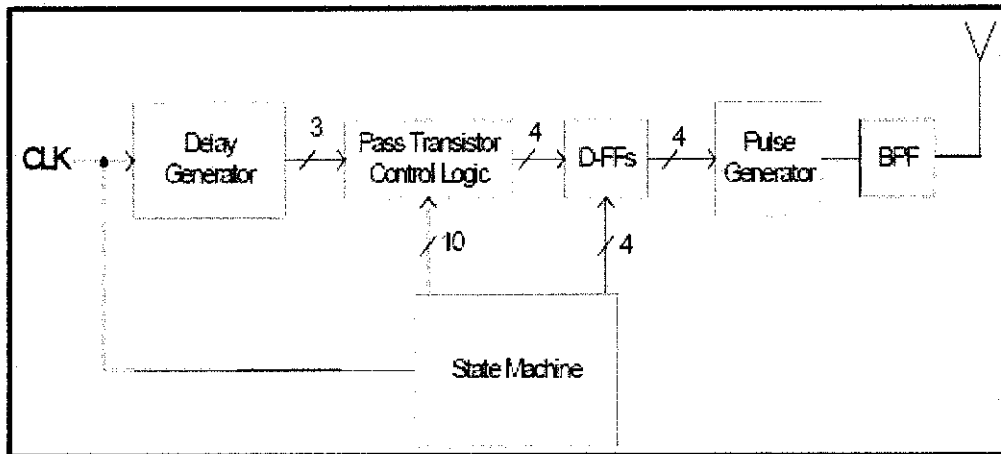 CLK
Delay
Generator
3
Pass Transistor
Control Logic
4
D-FFs
4
Pulse
Generator
BPF
10
4
State Machine